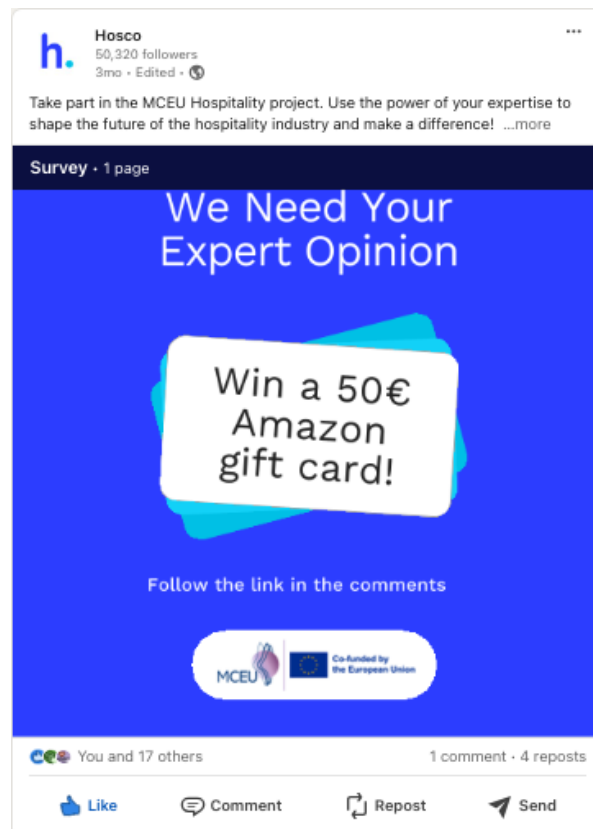 h.
Hosco
50,320 followers
3mo • Edited •
Take part in the MCEU Hospitality project. Use the power of your expertise to
shape the future of the hospitality industry and make a difference! ...more
Survey • 1 page
We Need Your
Expert Opinion
Win a 50€
Amazon
gift card!
Follow the link in the comments
MCEU
Co-funded by
the European Union
You and 17 others
1 comment • 4 reposts
Like
Comment
Repost
Send